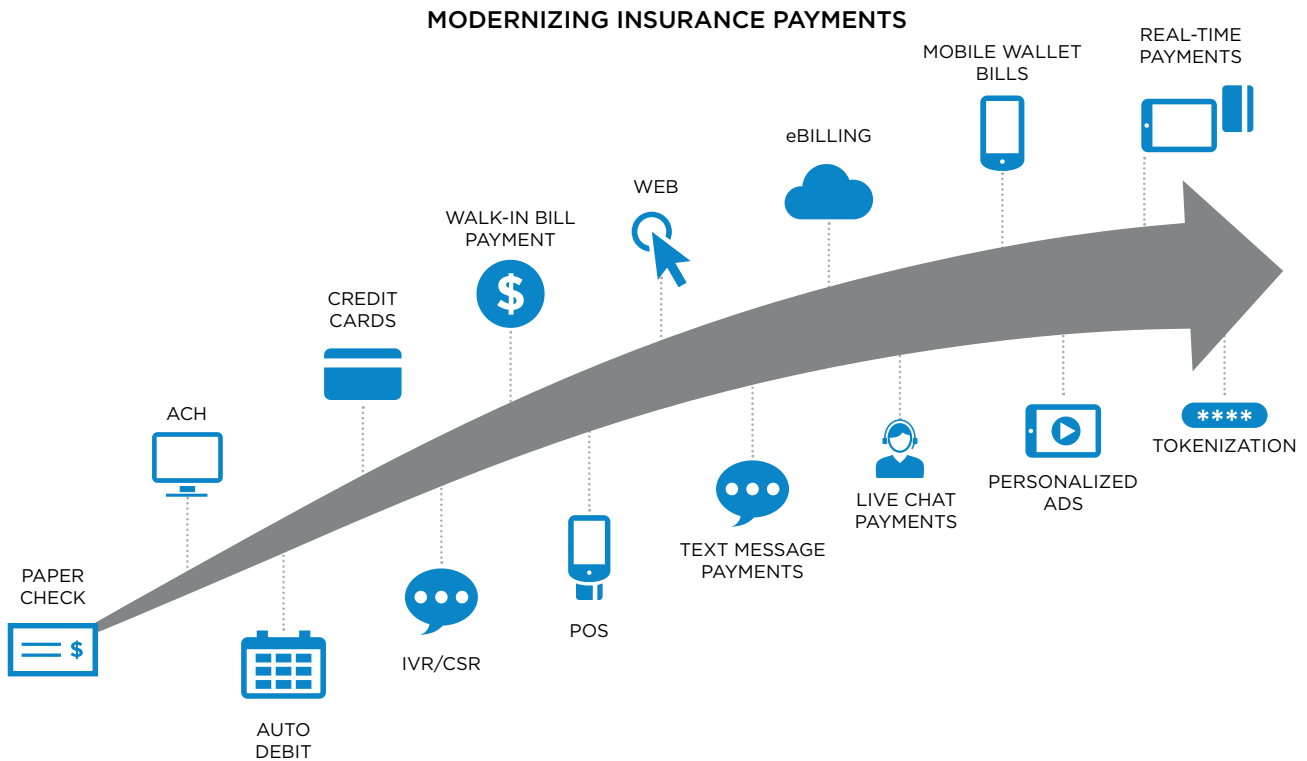 MODERNIZING INSURANCE PAYMENTS
PAPER
CHECK
$
ACH
AUTO
DEBIT
CREDIT
CARDS
IVR/CSR
WALK-IN BILL
PAYMENT
$
POS
WEB
TEXT MESSAGE
PAYMENTS
eBILLING
LIVE CHAT
PAYMENTS
MOBILE WALLET
BILLS
PERSONALIZED
ADS
REAL-TIME
PAYMENTS
****
TOKENIZATION